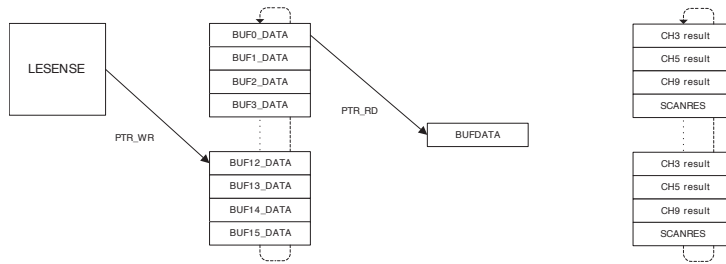 LESENSE
PTR_WR
BUF0_DATA
BUF1_DATA
BUF2_DATA
BUF3_DATA
BUF12_DATA
BUF13_DATA
BUF14_DATA
BUF15_DATA
PTR_RD
BUFDATA
CH3 result
CH5 result
CH9 result
SCANRES
CH3 result
CH5 result
CH9 result
SCANRES